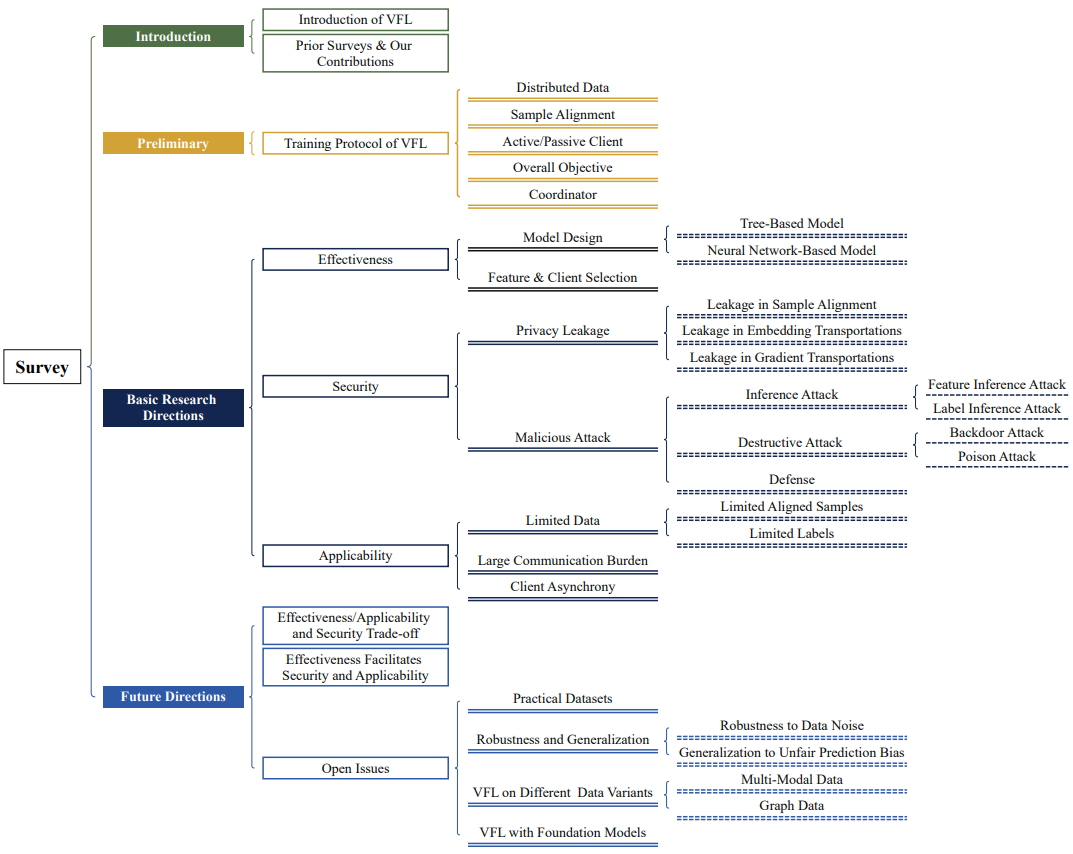 Survey
Introduction
Introduction of VFL
Prior Surveys & Our
Contributions
Preliminary
Training Protocol of VFL
Distributed Data
Sample Alignment
Active/Passive Client
Overall Objective
Coordinator
Basic Research
Directions
Effectiveness
Model Design
Tree-Based Model
Neural Network-Based Model
Feature & Client Selection
Security
Privacy Leakage
Leakage in Sample Alignment
Leakage in Embedding Transportations
Leakage in Gradient Transportations
Malicious Attack
Inference Attack
Feature Inference Attack
Label Inference Attack
Destructive Attack
Backdoor Attack
Poison Attack
Defense
Applicability
Limited Data
Limited Aligned Samples
Limited Labels
Large Communication Burden
Client Asynchrony
Future Directions
Effectiveness/Applicability
and Security Trade-off
Effectiveness Facilitates
Security and Applicability
Open Issues
Practical Datasets
Robustness and Generalization
Robustness to Data Noise
Generalization to Unfair Prediction Bias
VFL on Different Data Variants
Multi-Modal Data
Graph Data
VFL with Foundation Models